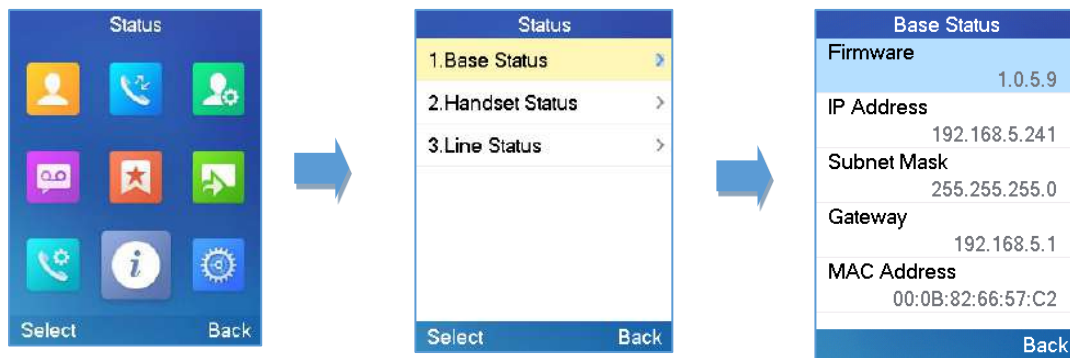 Status
Select Back
Status
1.Base Status
2.Handset Status
3.Line Status
Select Back
Base Status
Firmware
1.0.5.9
IP Address
192.168.5.241
Subnet Mask
255.255.255.0
Gateway
192.168.5.1
MAC Address
00:0B:82:66:57:C2
Back